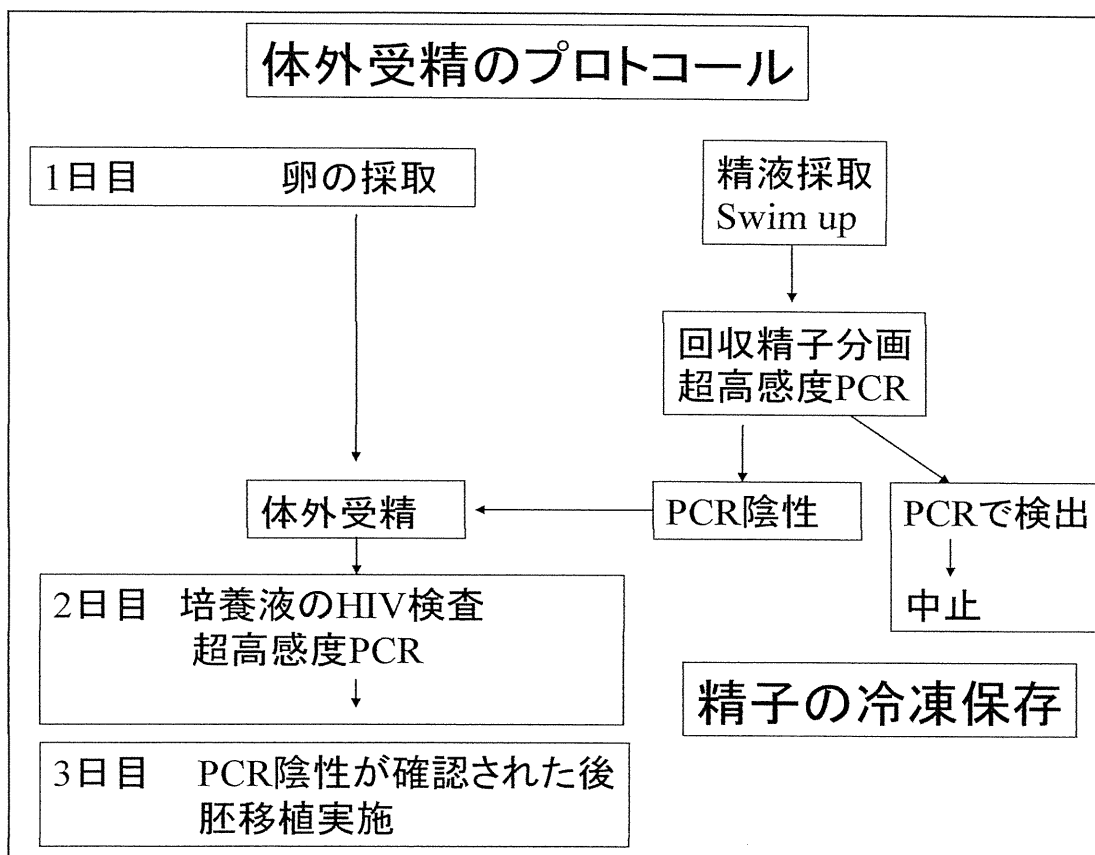 体外受精のプロトコール
1日目 卵の採取
精液採取
Swim up
回収精子分画
超高感度PCR
体外受精
PCR陰性
PCRで検出
中止
2日目 培養液のHIV検査
超高感度PCR
精子の冷凍保存
3日目 PCR陰性が確認された後
胚移植実施